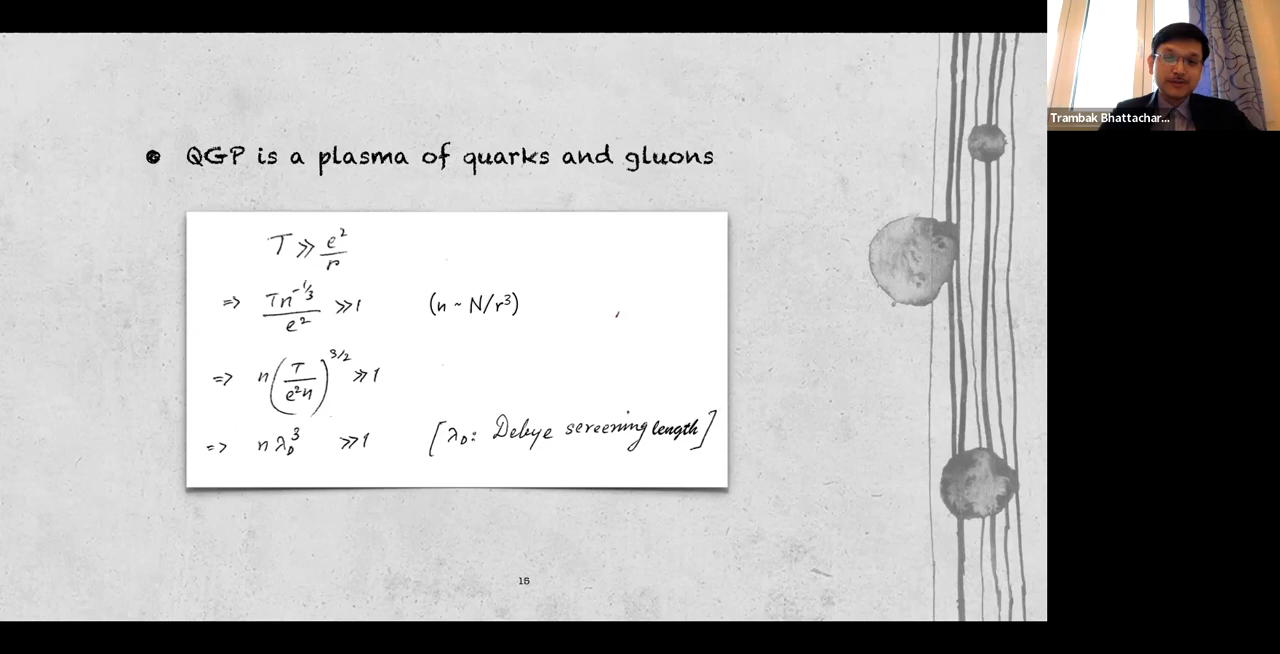 Trambak Bhattachar...
• QGP is a plasma of quarks and gluons
T ≫ e²/r
⇒ Tn^(-1/3)/e² ≫ 1 (n ~ N/r³)
⇒ n(T/e²n)^(3/2) ≫ 1
⇒ nλ_D³ ≫ 1 [λ_D: Debye screening length]
15